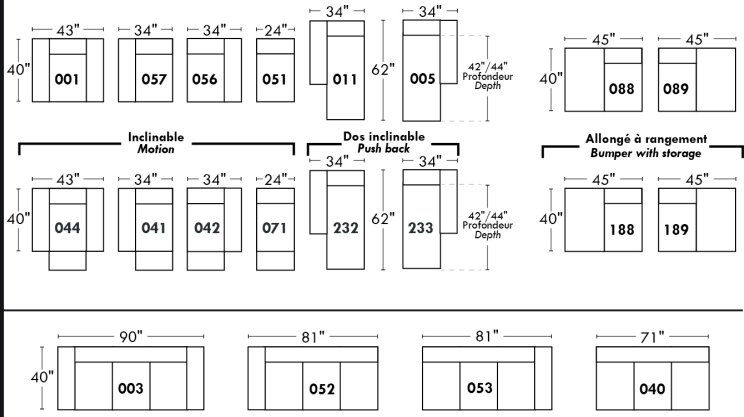 43" 34" 34" 24" 34" 34" 45" 45"
40" 001 057 056 051 011 62" 005 42"/44" Profondeur Depth 40" 088 089
Inclinable
Motion
Dos inclinable
Push back
Allongé à rangement
Bumper with storage
43" 34" 34" 24" 34" 34" 45" 45"
40" 044 041 042 071 232 62" 233 42"/44" Profondeur Depth 40" 188 189
90" 81" 81" 71"
40" 003 052 053 040